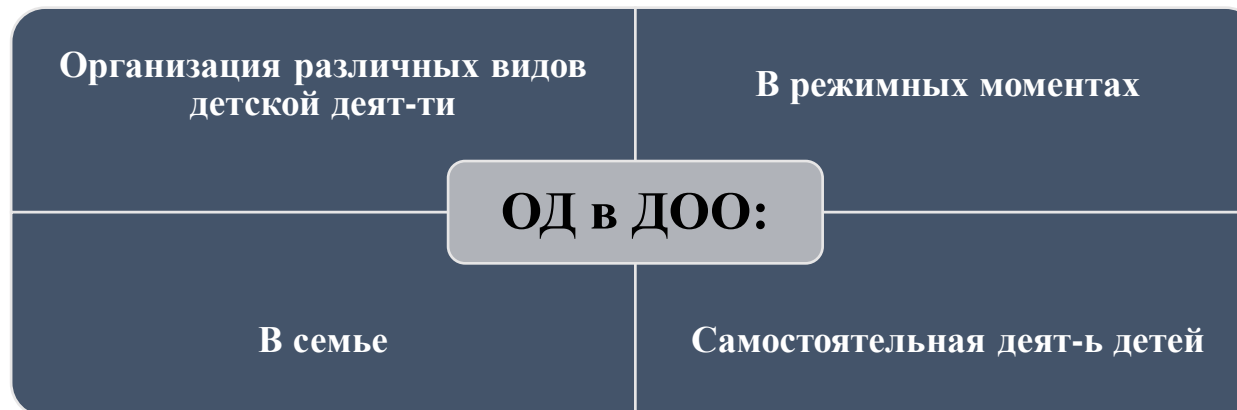 Организация различных видов
детской деят-ти
В режимных моментах
ОД в ДОО:
В семье
Самостоятельная деят-ь детей